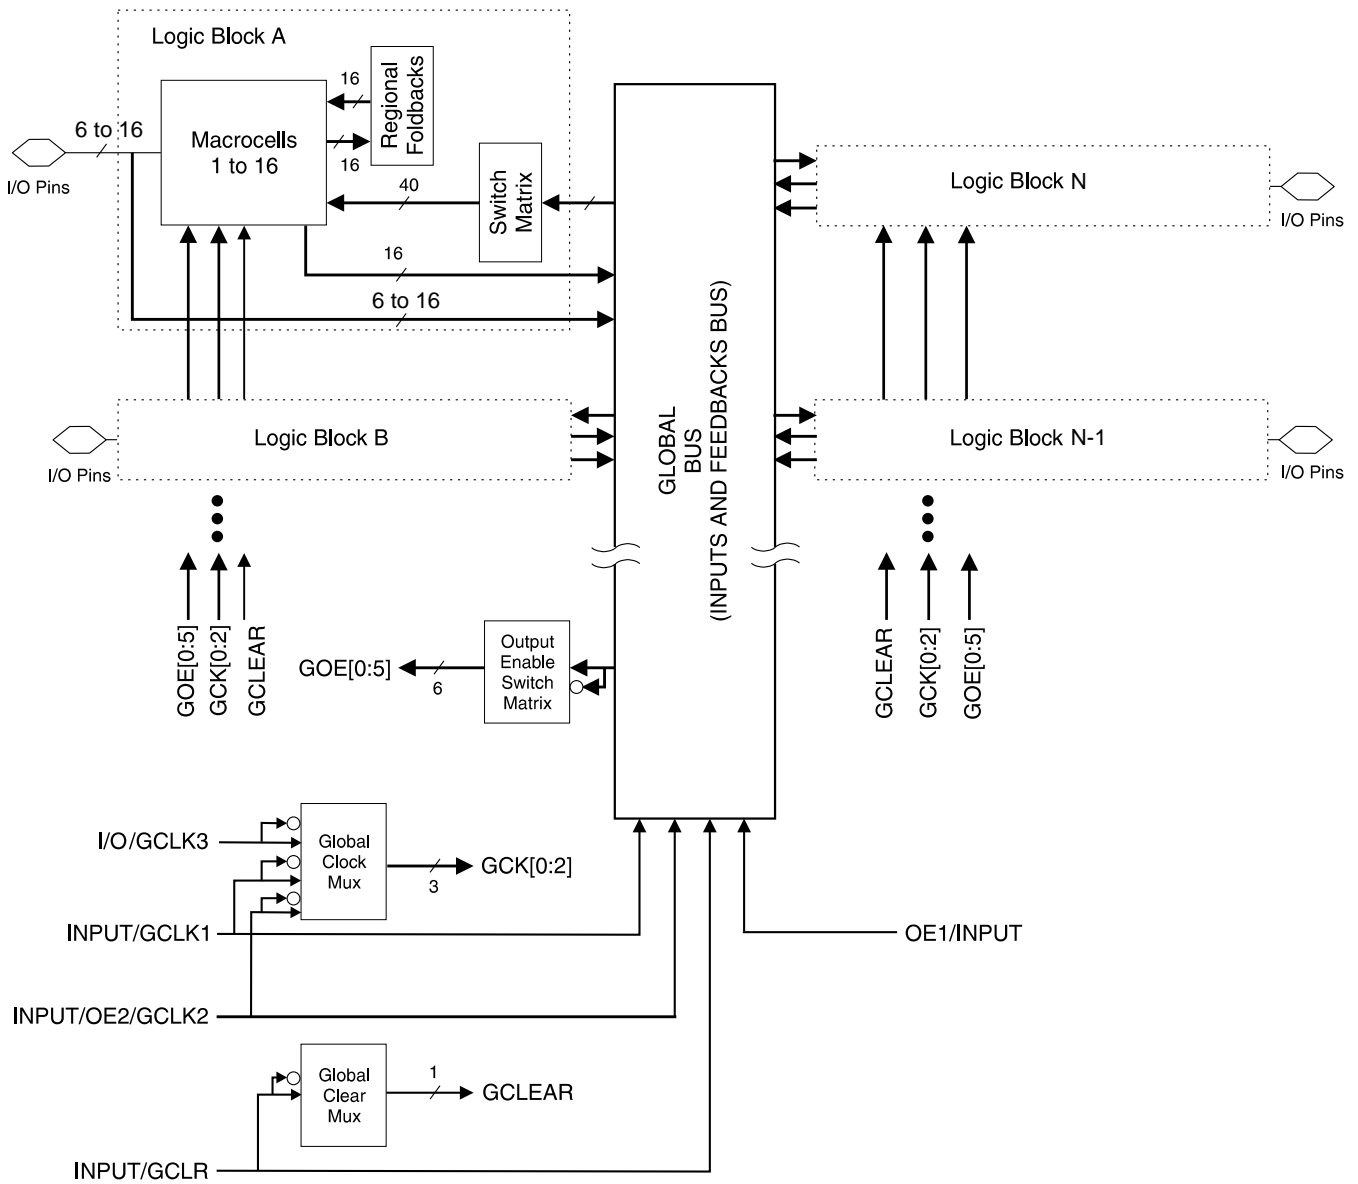 Logic Block A
Macrocells
1 to 16
16
16
Regional
Foldbacks
6 to 16
I/O Pins
40
Switch
Matrix
16
6 to 16
Logic Block B
I/O Pins
GOE[0:5]
GCK[0:2]
GCLEAR
GLOBAL
BUS
(INPUTS AND FEEDBACKS BUS)
Logic Block N
I/O Pins
Logic Block N-1
I/O Pins
GCLEAR
GCK[0:2]
GOE[0:5]
GOE[0:5]
6
Output
Enable
Switch
Matrix
I/O/GCLK3
Global
Clock
Mux
3
GCK[0:2]
INPUT/GCLK1
OE1/INPUT
INPUT/OE2/GCLK2
Global
Clear
Mux
1
GCLEAR
INPUT/GCLR